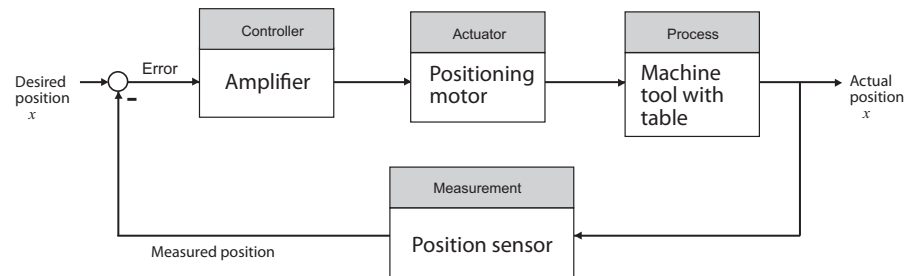 Controller
Actuator
Process
Desired
position
x
Error
Amplifier
Positioning
motor
Machine
tool with
table
Actual
position
x
-
Measurement
Position sensor
Measured position